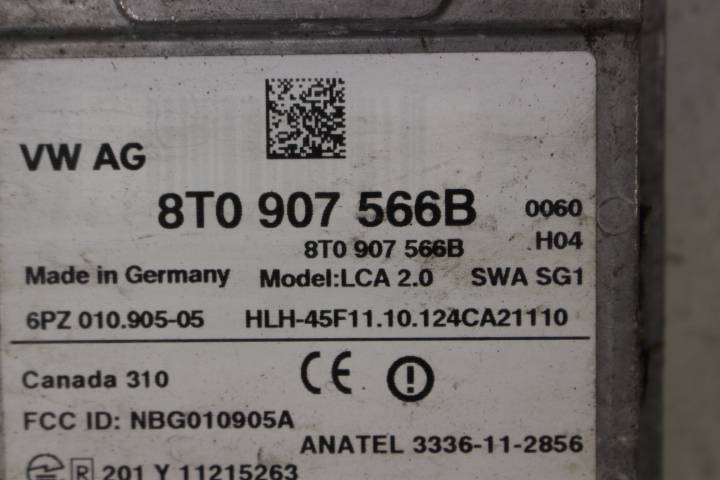 VW AG
8T0 907 566B 0060
8T0 907 566B H04
Made in Germany Model:LCA 2.0 SWA SG1
6PZ 010.905-05 HLH-45F11.10.124CA21110
Canada 310 CE
FCC ID: NBG010905A
ANATEL 3336-11-2856
R 201 Y 11215263